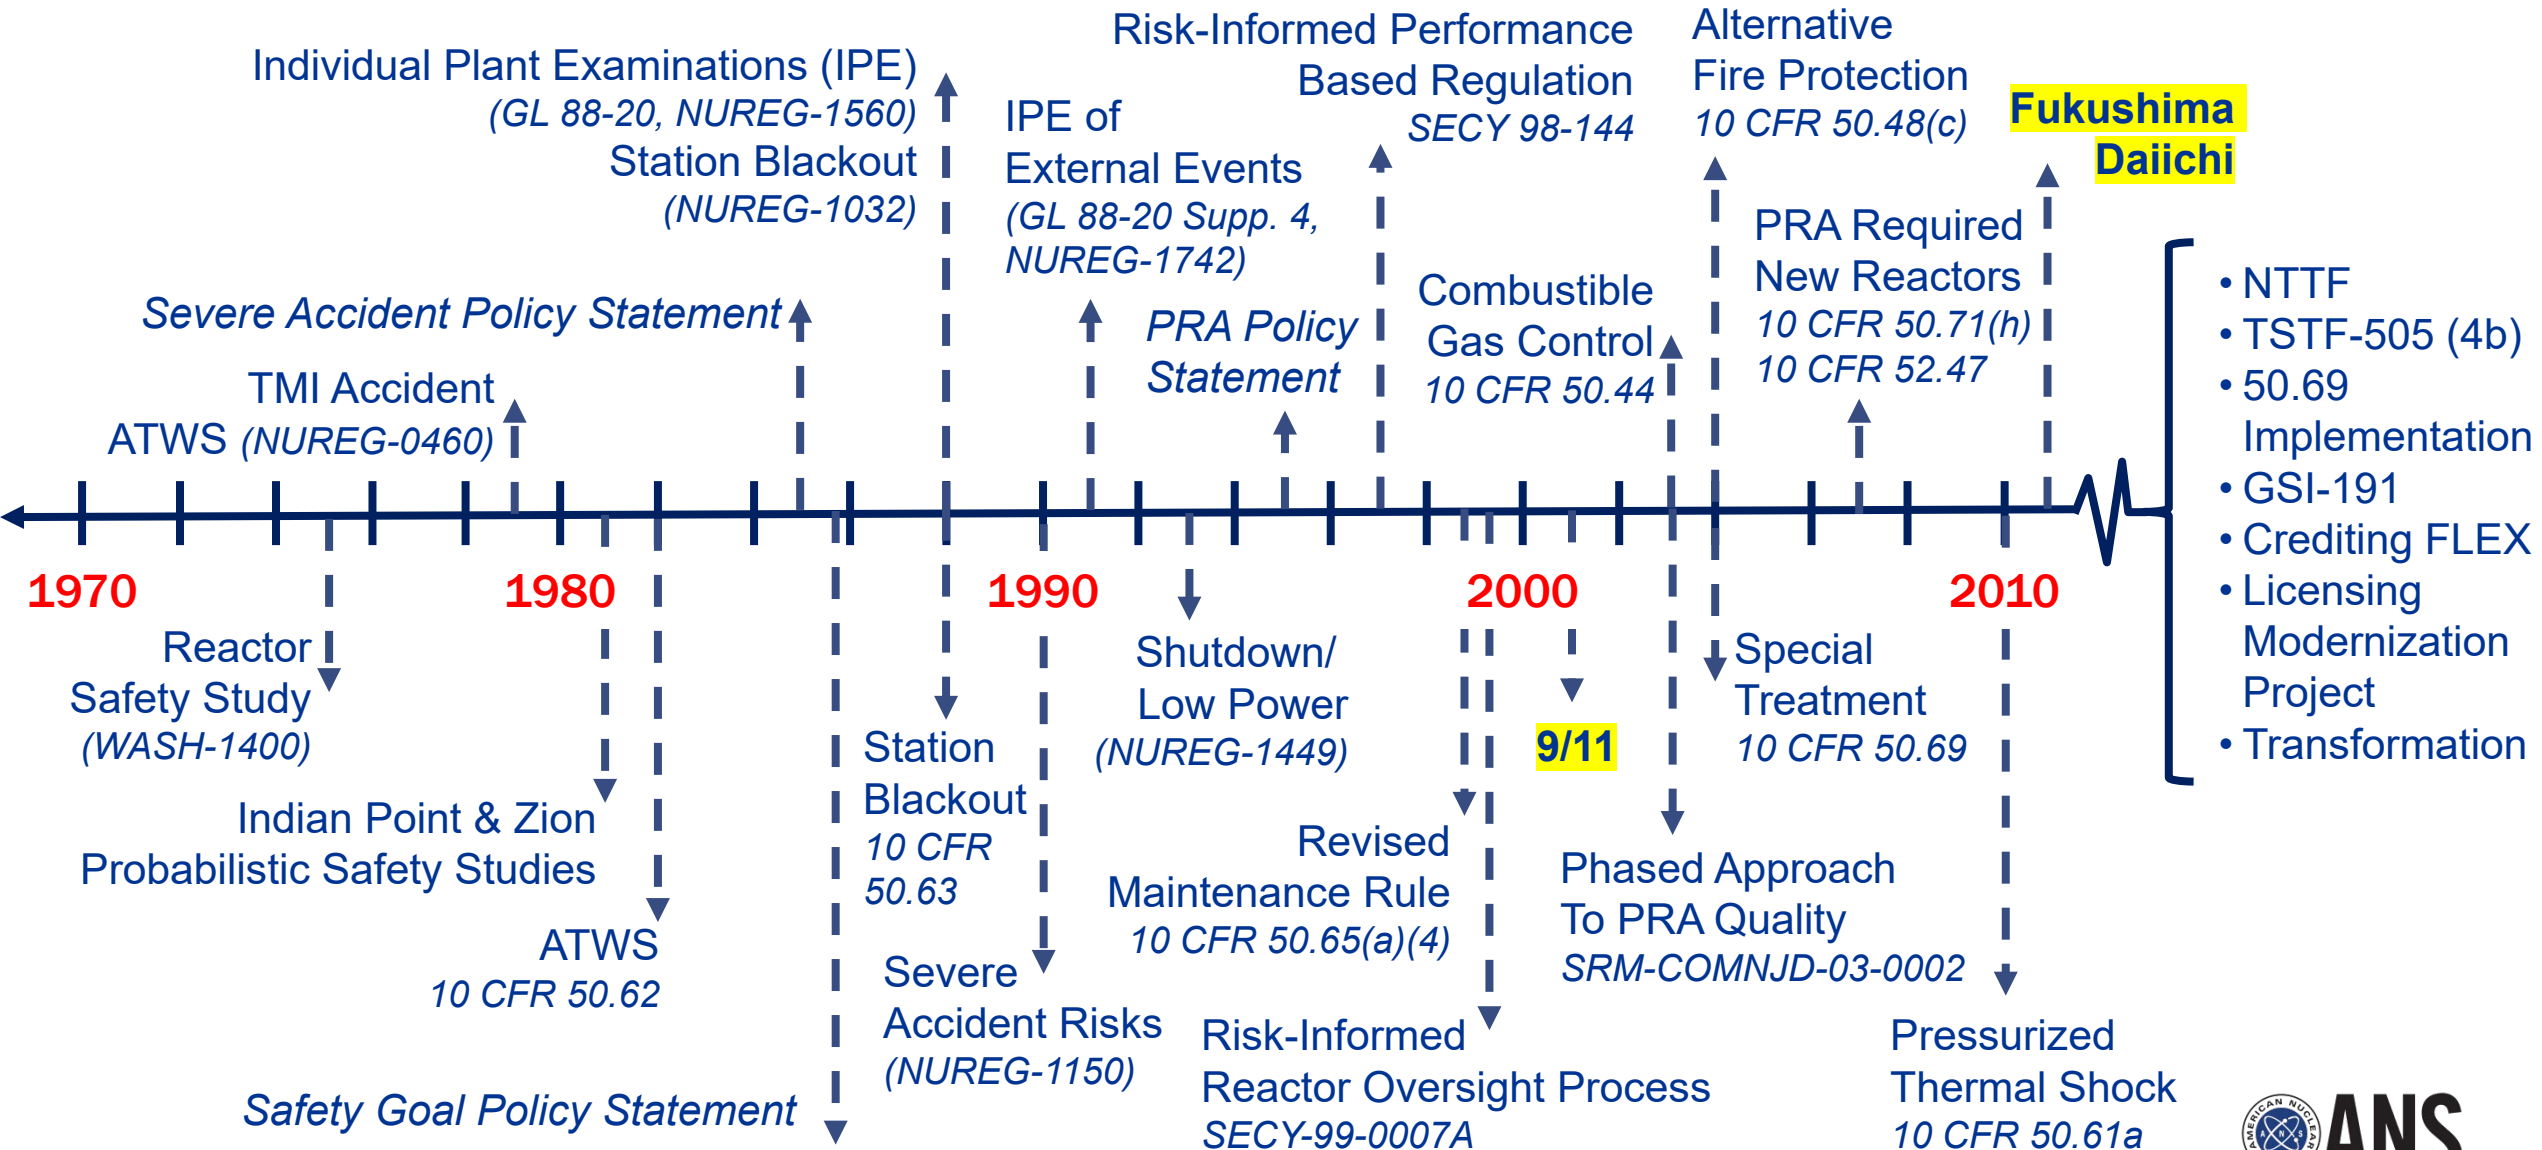 Individual Plant Examinations (IPE)
(GL 88-20, NUREG-1560)
Station Blackout
(NUREG-1032)
Severe Accident Policy Statement
TMI Accident
ATWS (NUREG-0460)
IPE of
External Events
(GL 88-20 Supp. 4,
NUREG-1742)
PRA Policy
Statement
Risk-Informed Performance
Based Regulation
SECY 98-144
Combustible
Gas Control
10 CFR 50.44
Alternative
Fire Protection
10 CFR 50.48(c)
PRA Required
New Reactors
10 CFR 50.71(h)
10 CFR 52.47
Fukushima
Daiichi
• NTTF
• TSTF-505 (4b)
• 50.69
Implementation
• GSI-191
• Crediting FLEX
• Licensing
Modernization
Project
• Transformation
1970
1980
1990
2000
2010
Reactor
Safety Study
(WASH-1400)
Indian Point & Zion
Probabilistic Safety Studies
ATWS
10 CFR 50.62
Safety Goal Policy Statement
Station
Blackout
10 CFR
50.63
Severe
Accident Risks
(NUREG-1150)
Shutdown/
Low Power
(NUREG-1449)
Revised
Maintenance Rule
10 CFR 50.65(a)(4)
Risk-Informed
Reactor Oversight Process
SECY-99-0007A
9/11
Phased Approach
To PRA Quality
SRM-COMNJD-03-0002
Special
Treatment
10 CFR 50.69
Pressurized
Thermal Shock
10 CFR 50.61a
AMERICAN NUCLEAR
ANS
ANS